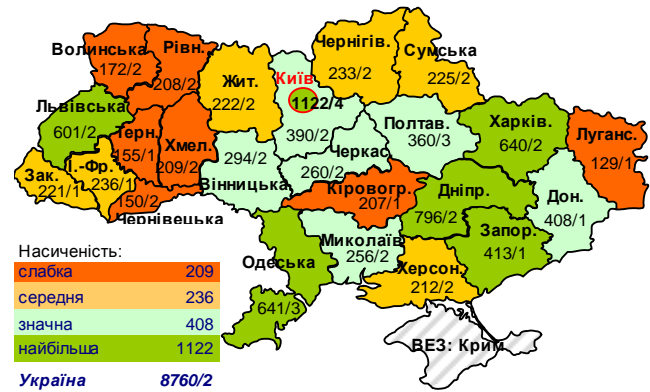 Волинська
172/2
Рівн.
208/2
Жит.
222/2
Київ
1122/4
390/2
Чернігів.
233/2
Сумська
225/2
Львівська
601/2
Терн.
155/1
Хмел.
209/2
Зак.
221/1
І.-Фр.
236/1
150/2
Чернівецька
294/2
Вінницька
Черкас
260/2
Полтав.
360/3
Харків.
640/2
Луганс.
129/1
Кіровогр.
207/1
Дніпр.
796/2
Дон.
408/1
Запор.
413/1
Миколаїв
256/2
Одеська
641/3
Херсон.
212/2
ВЕЗ: Крим
Насиченість:
слабка 209
середня 236
значна 408
найбільша 1122
Україна 8760/2